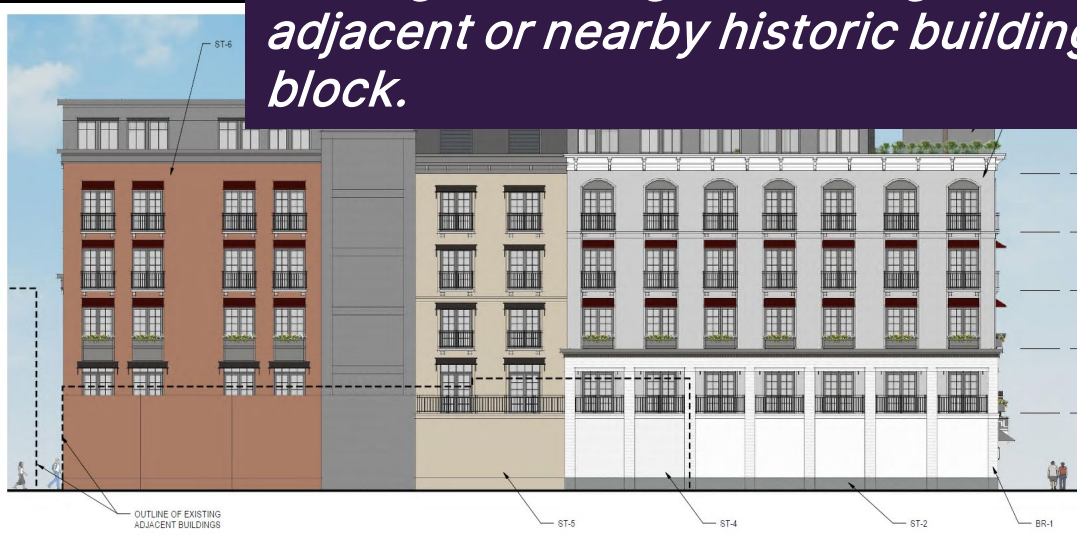 adjacent or nearby historic building
block.
ST-6
OUTLINE OF EXISTING
ADJACENT BUILDINGS
ST-5
ST-4
ST-2
BR-1